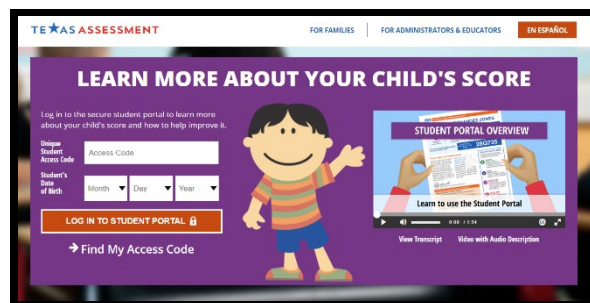 TEXAS ASSESSMENT
FOR FAMILIES
FOR ADMINISTRATORS & EDUCATORS
EN ESPAÑOL
LEARN MORE ABOUT YOUR CHILD'S SCORE
Log in to the secure student portal to learn more
about your child's score and how to help improve it.
Unique
Student
Access Code
Access Code
Student's
Date
of Birth
Month
Day
Year
LOG IN TO STUDENT PORTAL
Find My Access Code
STUDENT PORTAL OVERVIEW
Learn to use the Student Portal
0:00 / 1:34
View Transcript
Video with Audio Description